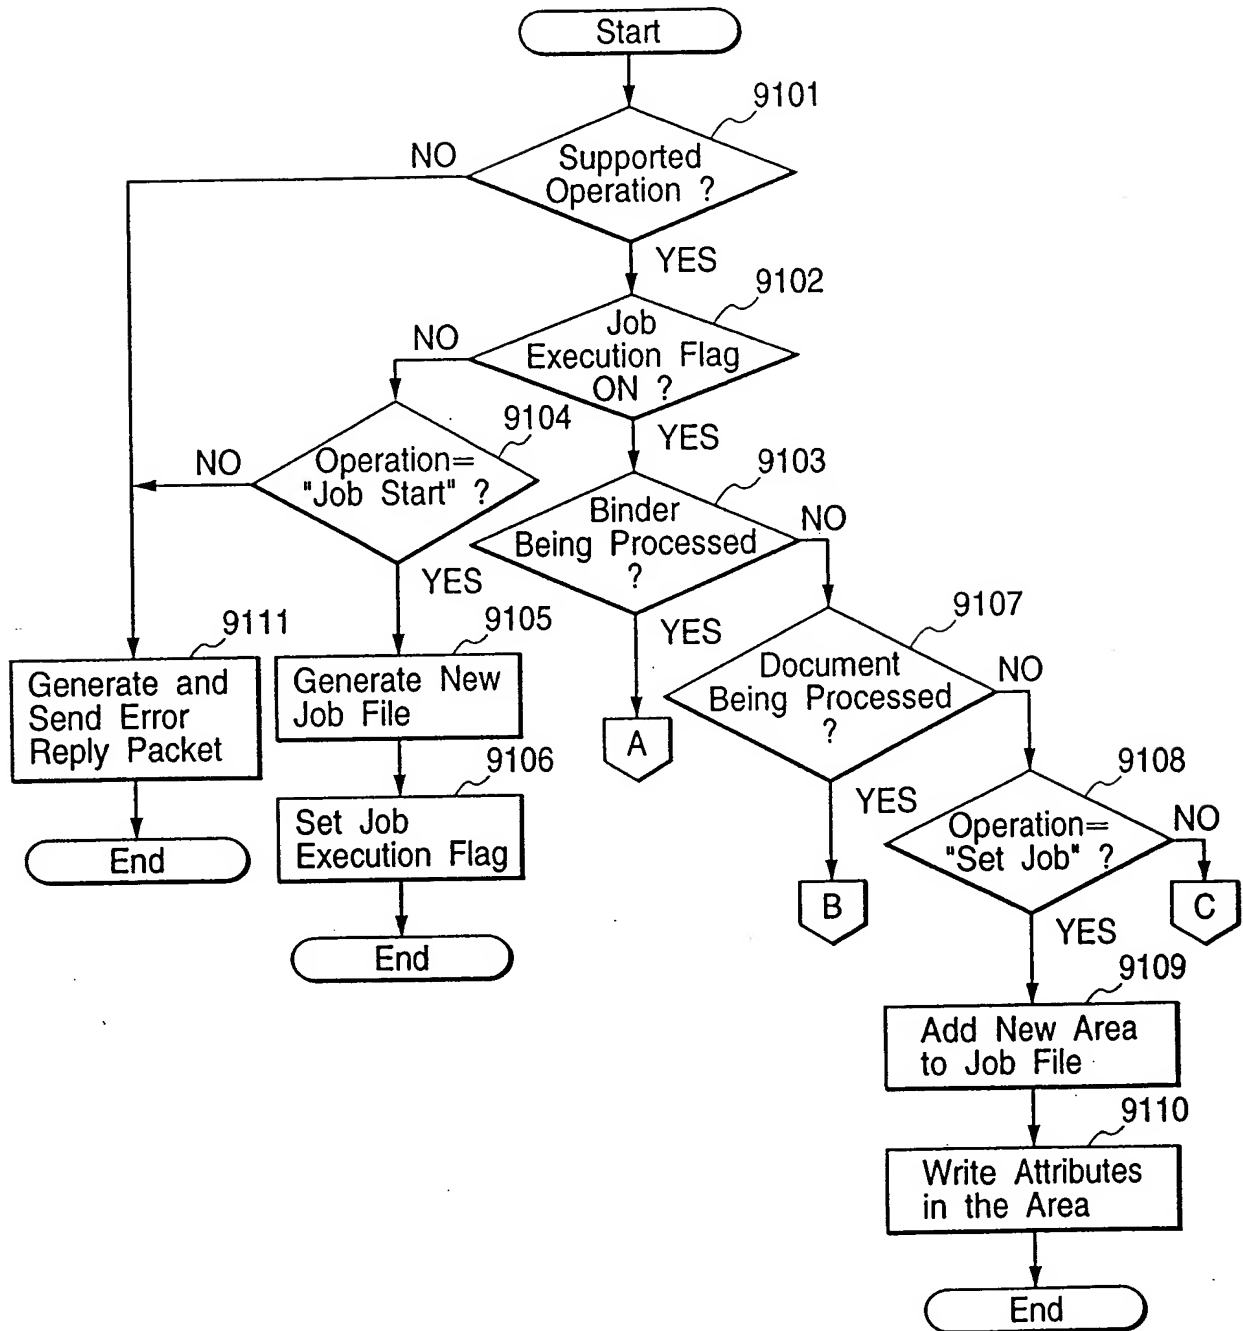 Start
9101
Supported
Operation ?
NO
YES
9102
Job
Execution Flag
ON ?
NO
YES
9104
Operation=
"Job Start" ?
NO
YES
9103
Binder
Being Processed
?
NO
YES
9107
Document
Being Processed
?
NO
YES
9111
Generate and
Send Error
Reply Packet
End
9105
Generate New
Job File
9106
Set Job
Execution Flag
End
A
B
9108
Operation=
"Set Job" ?
NO
YES
C
9109
Add New Area
to Job File
9110
Write Attributes
in the Area
End